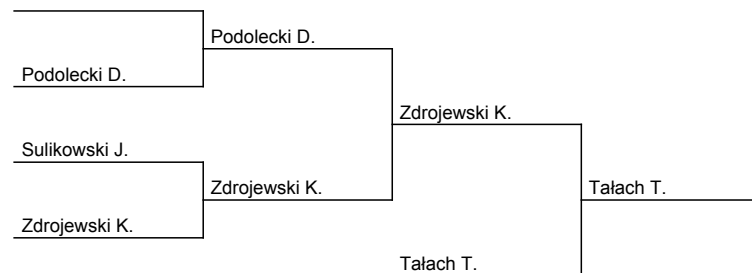 Podolecki D.
Podolecki D.
Zdrojewski K.
Sulikowski J.
Zdrojewski K.
Tałach T.
Zdrojewski K.
Tałach T.